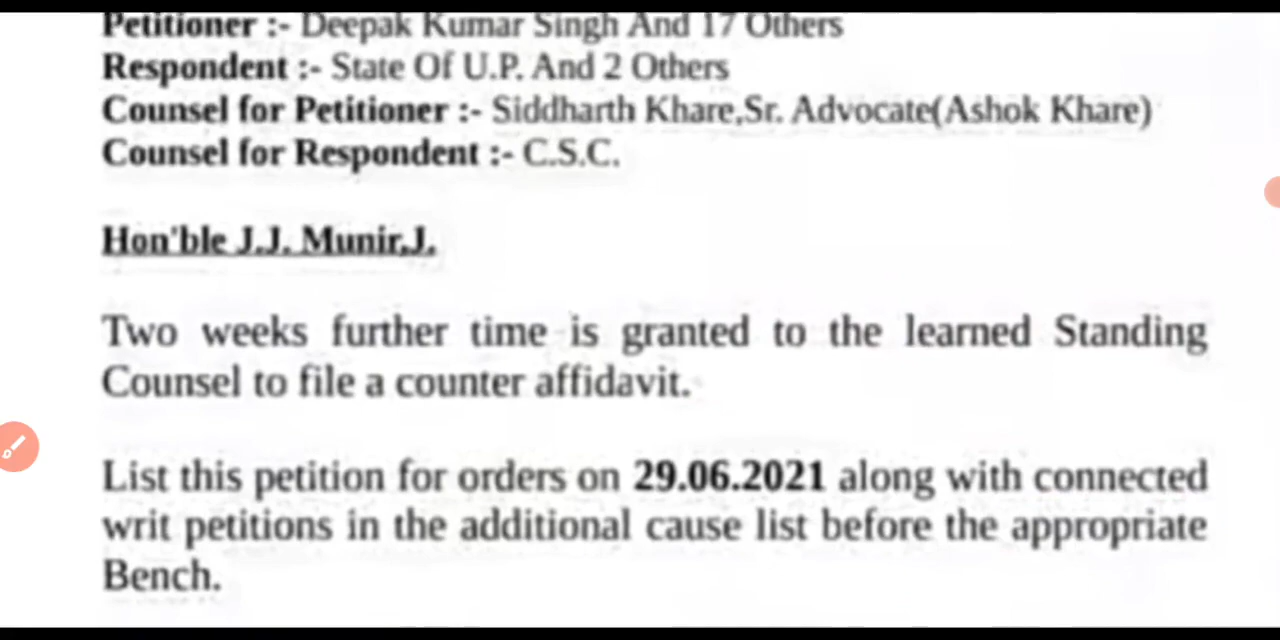 Petitioner :- Deepak Kumar Singh And 17 Others
Respondent :- State Of U.P. And 2 Others
Counsel for Petitioner :- Siddharth Khare,Sr. Advocate(Ashok Khare)
Counsel for Respondent :- C.S.C.
Hon'ble J.J. Munir,J.
Two weeks further time is granted to the learned Standing
Counsel to file a counter affidavit.
List this petition for orders on 29.06.2021 along with connected
writ petitions in the additional cause list before the appropriate
Bench.